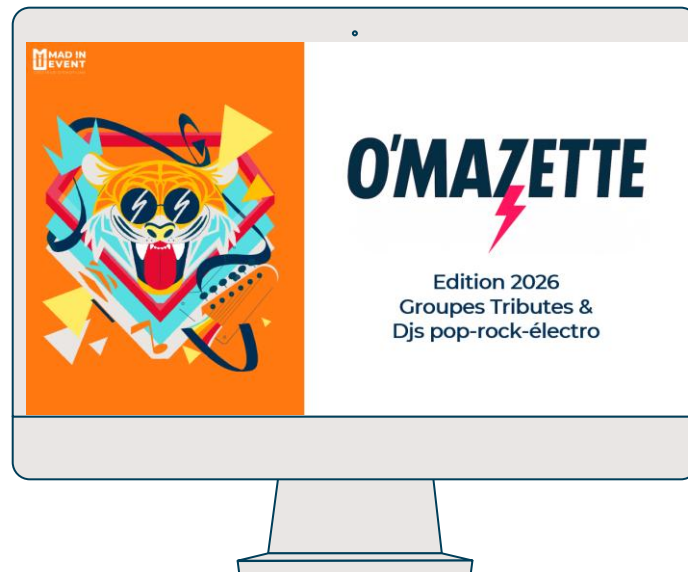 MAD IN
EVENT
O'MAZETTE
Edition 2026
Groupes Tributes &
Djs pop-rock-électro